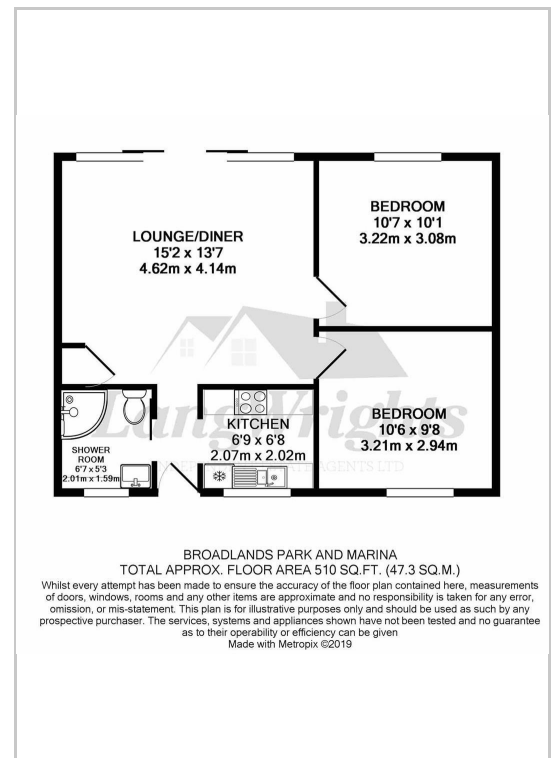 BEDROOM
10'7 x 10'1
3.22m x 3.08m
LOUNGE/DINER
15'2 x 13'7
4.62m x 4.14m
LangWrights
AGENTS LTD
KITCHEN
6'9 x 6'8
2.07m x 2.02m
BEDROOM
10'6 x 9'8
3.21m x 2.94m
SHOWER
ROOM
6'7 x 5'3
2.01m x 1.59m
BROADLANDS PARK AND MARINA
TOTAL APPROX. FLOOR AREA 510 SQ.FT. (47.3 SQ.M.)
Whilst every attempt has been made to ensure the accuracy of the floor plan contained here, measurements
of doors, windows, rooms and any other items are approximate and no responsibility is taken for any error,
omission, or mis-statement. This plan is for illustrative purposes only and should be used as such by any
prospective purchaser. The services, systems and appliances shown have not been tested and no guarantee
as to their operability or efficiency can be given
Made with Metropix ©2019